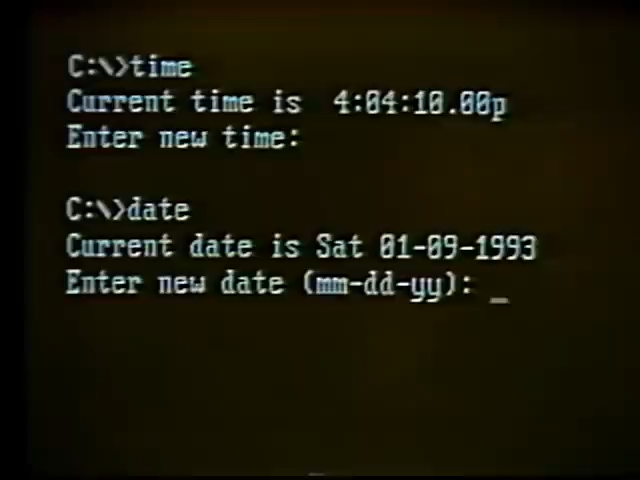 C:\>time
Current time is  4:04:10.00p
Enter new time:
C:\>date
Current date is Sat 01-09-1993
Enter new date (mm-dd-yy): _